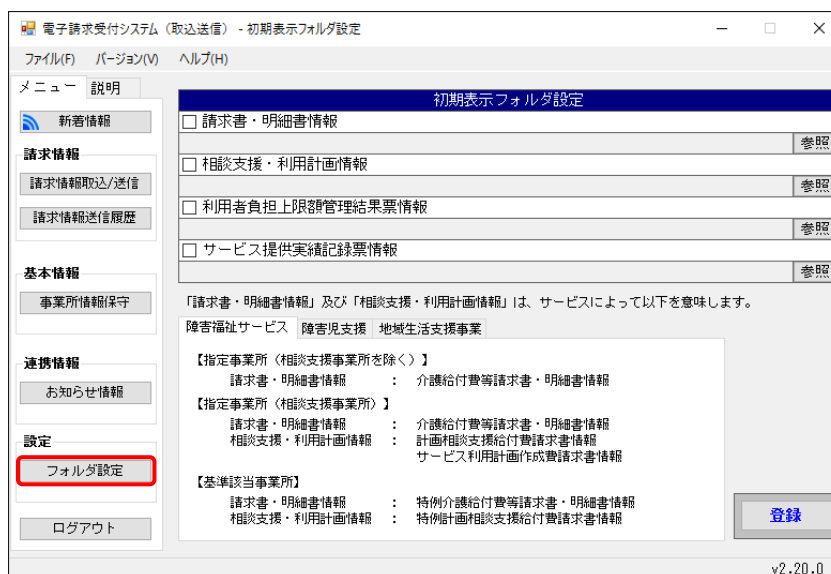 電子請求受付システム（取込送信） - 初期表示フォルダ設定
ファイル(F) バージョン(V) ヘルプ(H)
メニュー 説明
新着情報
請求情報
請求情報取込/送信
請求情報送信履歴
基本情報
事業所情報保守
連携情報
お知らせ情報
設定
フォルダ設定
ログアウト
初期表示フォルダ設定
請求書・明細書情報
参照
相談支援・利用計画情報
参照
利用者負担上限額管理結果票情報
参照
サービス提供実績記録票情報
参照
「請求書・明細書情報」及び「相談支援・利用計画情報」は、サービスによって以下を意味します。
障害福祉サービス 障害児支援 地域生活支援事業
【指定事業所（相談支援事業所を除く）】
請求書・明細書情報 ： 介護給付費等請求書・明細書情報
【指定事業所（相談支援事業所）】
請求書・明細書情報 ： 介護給付費等請求書・明細書情報
相談支援・利用計画情報 ： 計画相談支援給付費請求書情報
サービス利用計画作成費請求書情報
【基準該当事業所】
請求書・明細書情報 ： 特例介護給付費等請求書・明細書情報
相談支援・利用計画情報 ： 特例計画相談支援給付費請求書情報
登録
v2.20.0